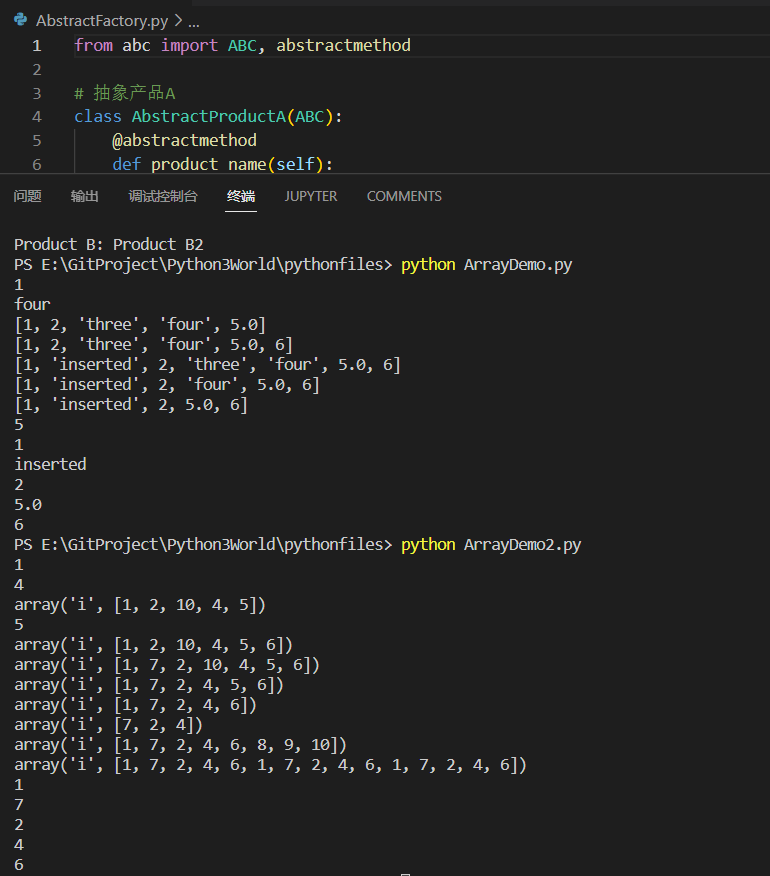 AbstractFactory.py > ...
1 from abc import ABC, abstractmethod
2
3 # 抽象产品A
4 class AbstractProductA(ABC):
5     @abstractmethod
6     def product_name(self):
问题 输出 调试控制台 终端 JUPYTER COMMENTS
Product B: Product B2
PS E:\GitProject\Python3World\pythonfiles> python ArrayDemo.py
1
four
[1, 2, 'three', 'four', 5.0]
[1, 2, 'three', 'four', 5.0, 6]
[1, 'inserted', 2, 'three', 'four', 5.0, 6]
[1, 'inserted', 2, 'four', 5.0, 6]
[1, 'inserted', 2, 5.0, 6]
5
1
inserted
2
5.0
6
PS E:\GitProject\Python3World\pythonfiles> python ArrayDemo2.py
1
4
array('i', [1, 2, 10, 4, 5])
5
array('i', [1, 2, 10, 4, 5, 6])
array('i', [1, 7, 2, 10, 4, 5, 6])
array('i', [1, 7, 2, 4, 5, 6])
array('i', [1, 7, 2, 4, 6])
array('i', [7, 2, 4])
array('i', [1, 7, 2, 4, 6, 8, 9, 10])
array('i', [1, 7, 2, 4, 6, 1, 7, 2, 4, 6, 1, 7, 2, 4, 6])
1
7
2
4
6